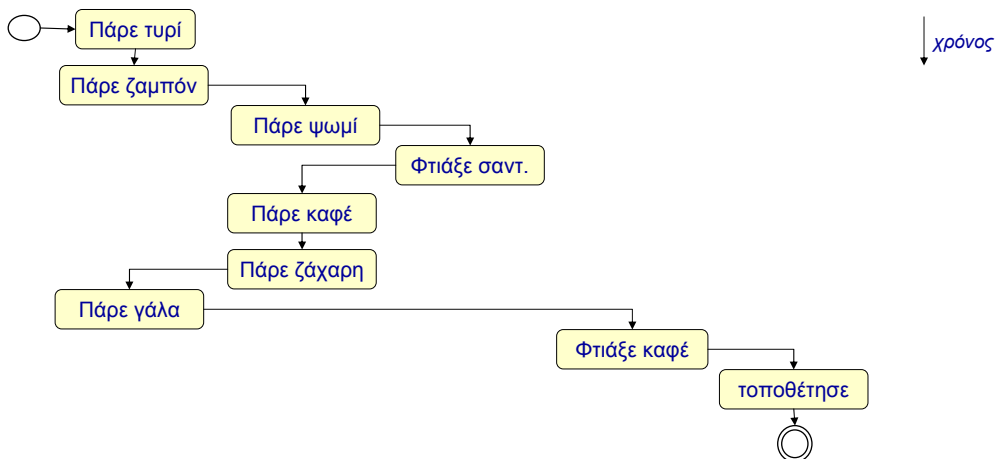 Πάρε τυρί
χρόνος
Πάρε ζαμπόν
Πάρε ψωμί
Φτιάξε σαντ.
Πάρε καφέ
Πάρε ζάχαρη
Πάρε γάλα
Φτιάξε καφέ
τοποθέτησε